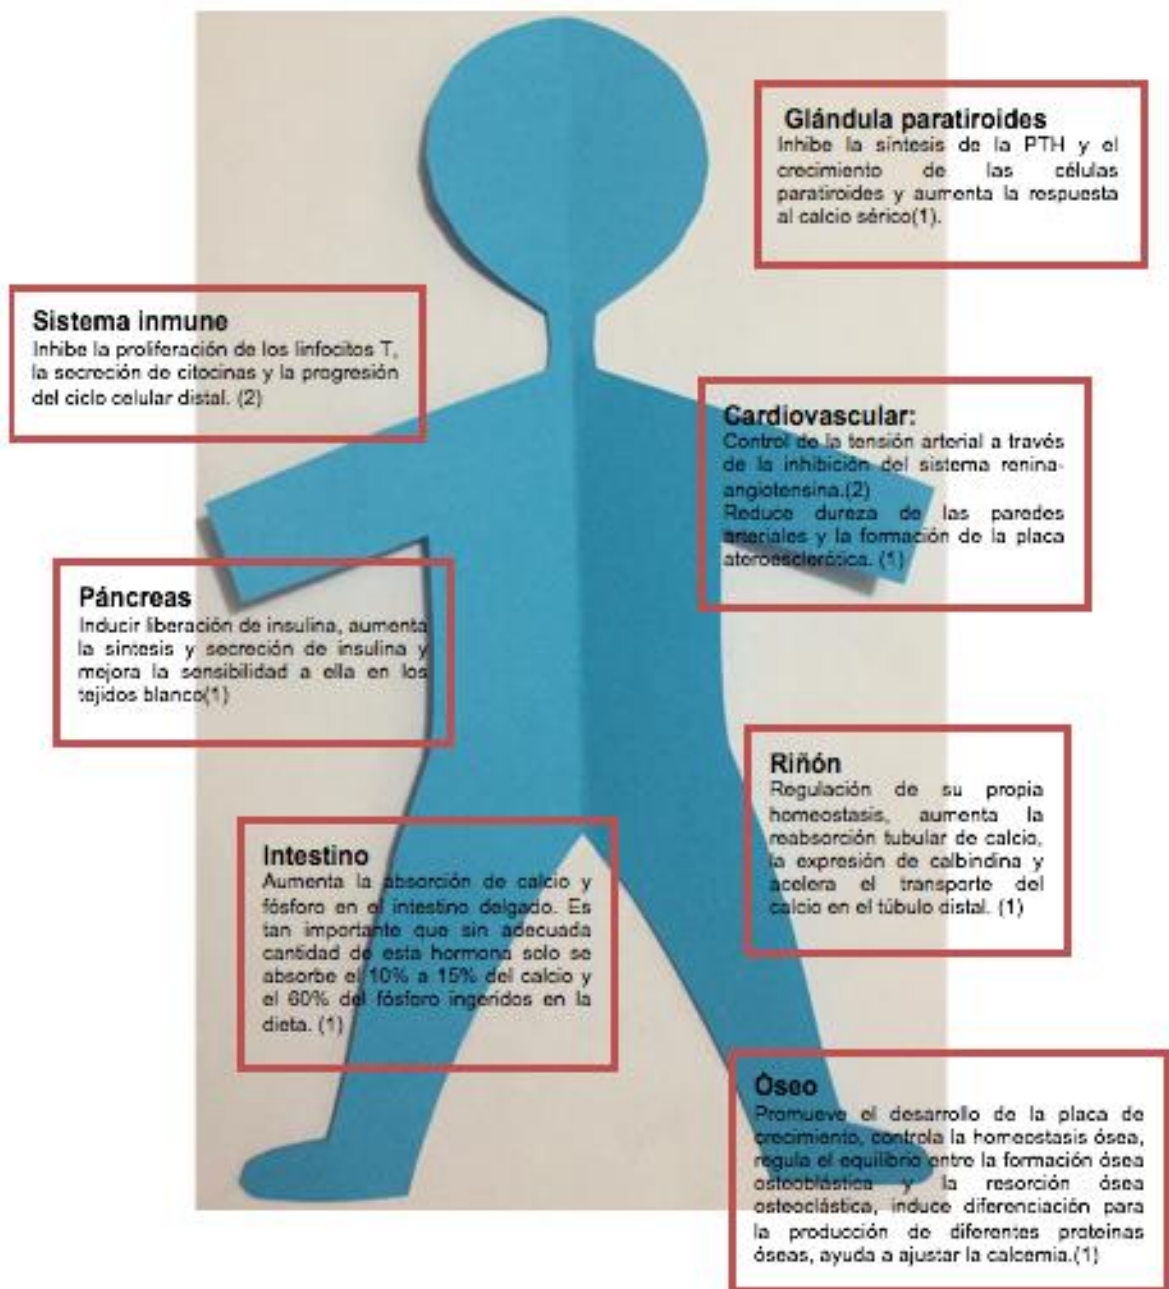 Glándula paratiroides
Inhibe la síntesis de la PTH y el
crecimiento de las células
paratiroides y aumenta la respuesta
al calcio sérico(1).
Sistema inmune
Inhibe la proliferación de los linfocitos T,
la secreción de citocinas y la progresión
del ciclo celular distal. (2)
Cardiovascular:
Control de la tensión arterial a través
de la inhibición del sistema renina-
angiotensina.(2)
Reduce dureza de las paredes
arteriales y la formación de la placa
ateroesclerótica. (1)
Páncreas
Inducir liberación de insulina, aumenta
la síntesis y secreción de insulina y
mejora la sensibilidad a ella en los
tejidos blanco(1)
Riñón
Regulación de su propia
homeostasis, aumenta la
reabsorción tubular de calcio,
la expresión de calbindina y
acelera el transporte del
calcio en el túbulo distal. (1)
Intestino
Aumenta la absorción de calcio y
fósforo en el intestino delgado. Es
tan importante que sin adecuada
cantidad de esta hormona solo se
absorbe el 10% a 15% del calcio y
el 60% del fósforo ingeridos en la
dieta. (1)
Óseo
Promueve el desarrollo de la placa de
crecimiento, controla la homeostasis ósea,
regula el equilibrio entre la formación ósea
osteoblástica y la resorción ósea
osteoclástica, induce diferenciación para
la producción de diferentes proteínas
óseas, ayuda a ajustar la calcemia.(1)